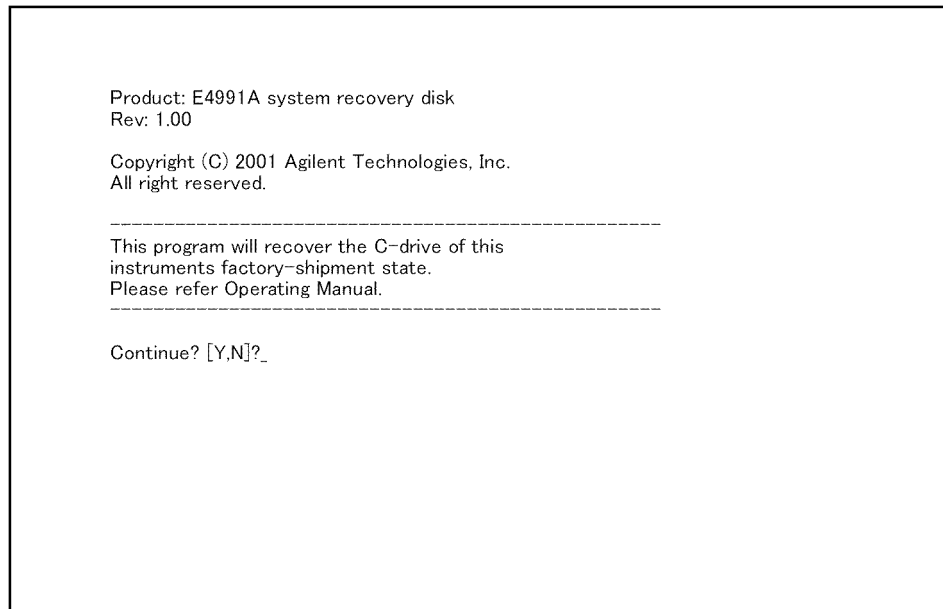 Product: E4991A system recovery disk
Rev: 1.00
Copyright (C) 2001 Agilent Technologies, Inc.
All right reserved.
------------------------------------------------------
This program will recover the C-drive of this
instruments factory-shipment state.
Please refer Operating Manual.
------------------------------------------------------
Continue? [Y,N]?_